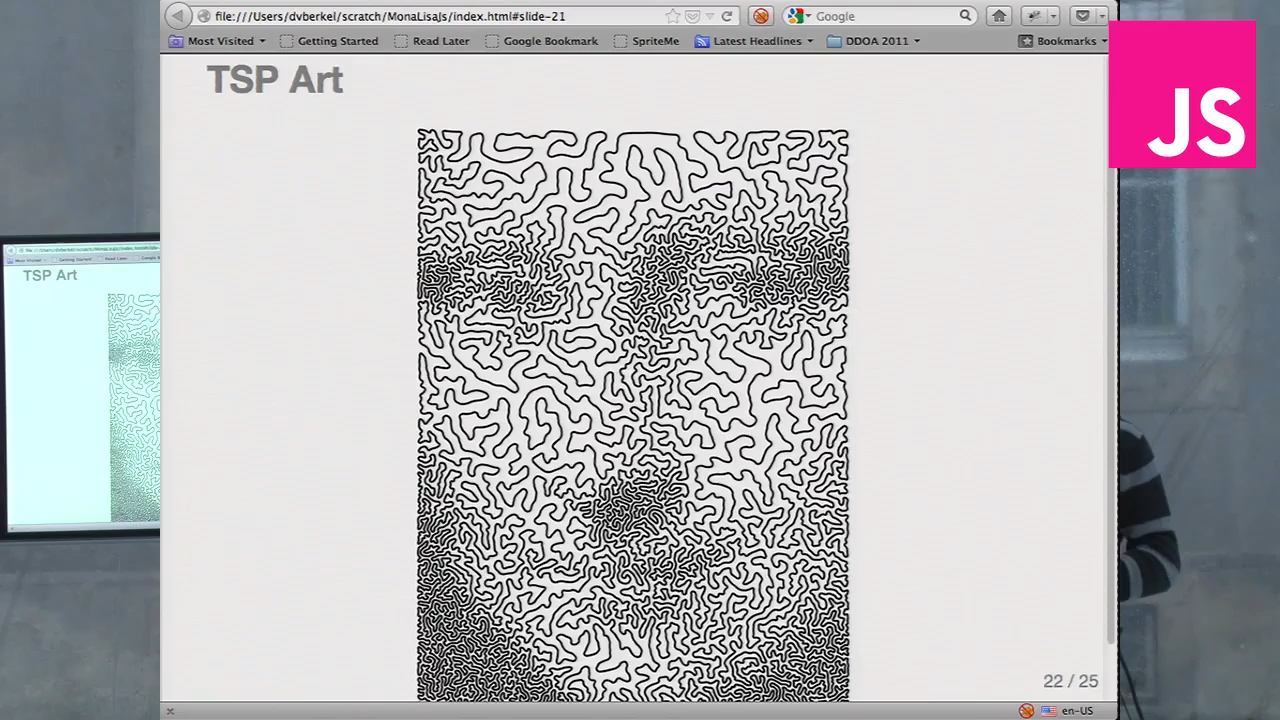 file:///Users/dvberkel/scratch/MonaLisaJs/index.html#slide-21
Google
Most Visited
Getting Started
Read Later
Google Bookmark
SpriteMe
Latest Headlines
DDOA 2011
Bookmarks
TSP Art
JS
TSP Art
22 / 25
en-US